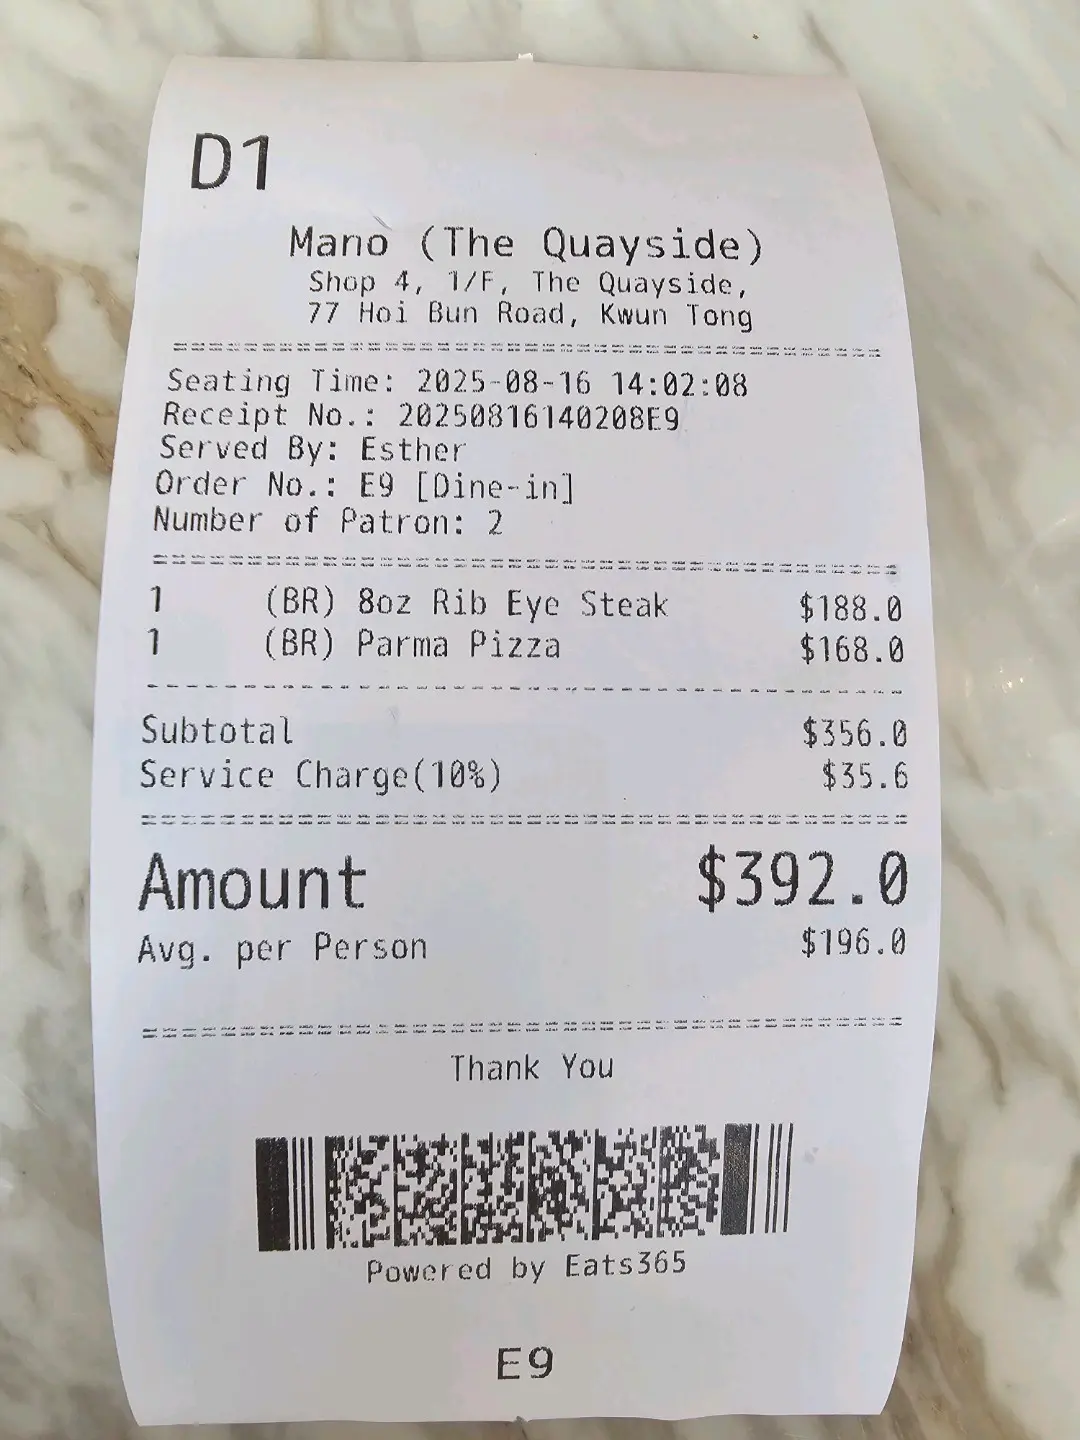 D1
Mano (The Quayside)
Shop 4, 1/F, The Quayside,
77 Hoi Bun Road, Kwun Tong
Seating Time: 2025-08-16 14:02:08
Receipt No.: 20250816140208E9
Served By: Esther
Order No.: E9 [Dine-in]
Number of Patron: 2
1 (BR) 8oz Rib Eye Steak $188.0
1 (BR) Parma Pizza $168.0
Subtotal $356.0
Service Charge(10%) $35.6
Amount $392.0
Avg. per Person $196.0
Thank You
Powered by Eats365
E9